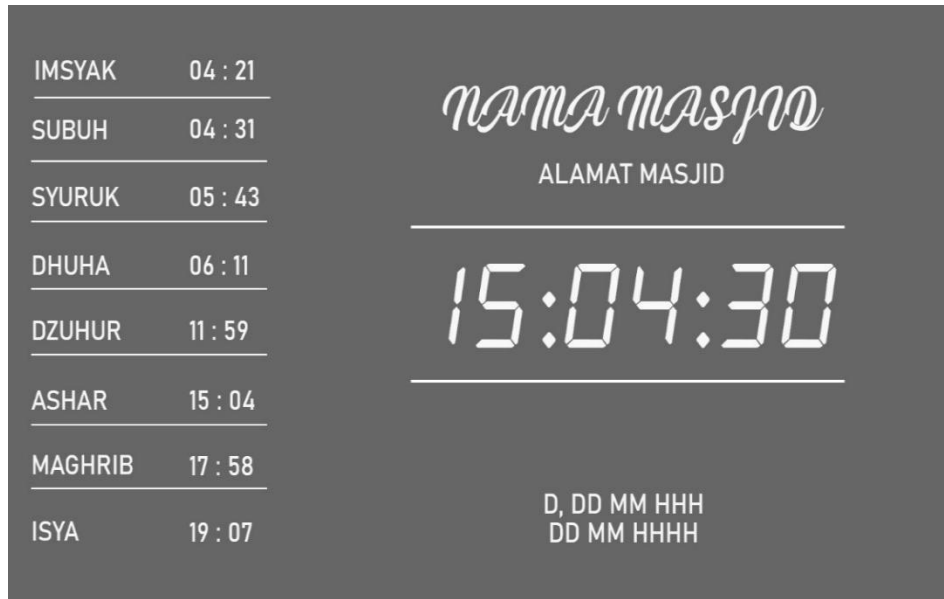 IMSYAK 04 : 21
SUBUH 04 : 31
SYURUK 05 : 43
DHUHA 06 : 11
DZUHUR 11 : 59
ASHAR 15 : 04
MAGHRIB 17 : 58
ISYA 19 : 07
NAMA MASJID
ALAMAT MASJID
15:04:30
D, DD MM HHH
DD MM HHHH